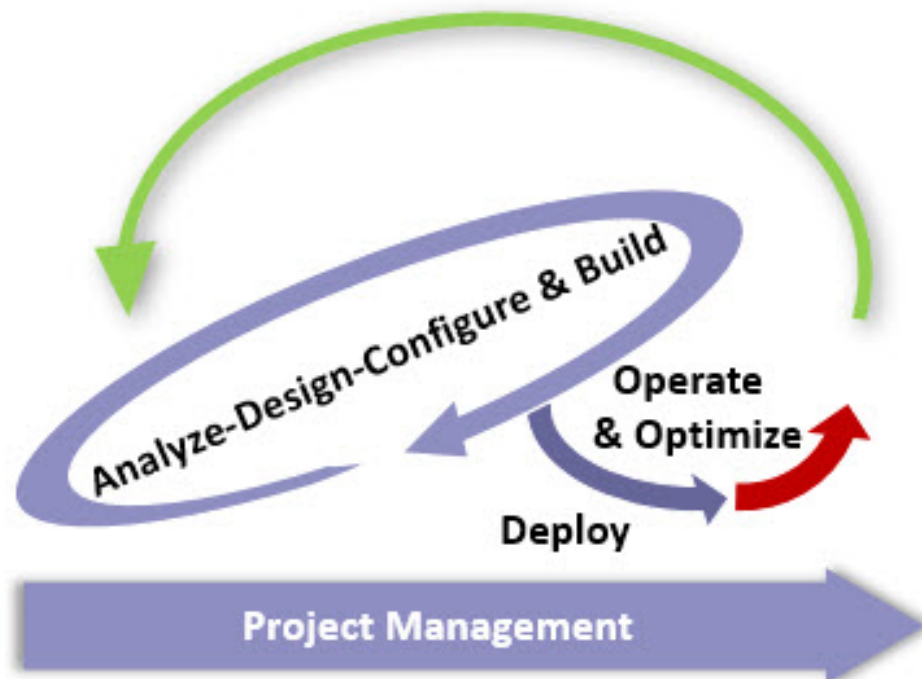 Analyze-Design-Configure & Build
Operate
& Optimize
Deploy
Project Management